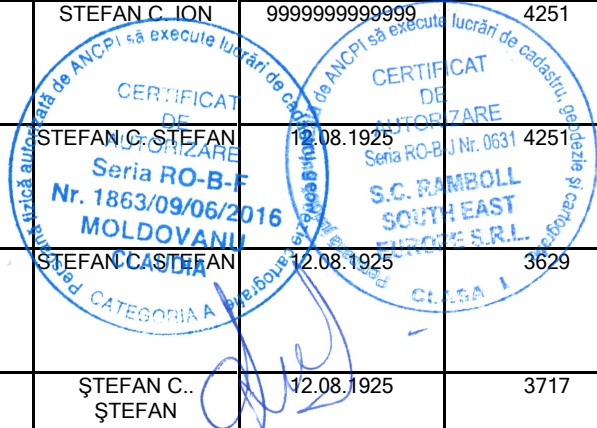 STEFAN C. ION 9999999999999 4251
STEFAN C. STEFAN 12.08.1925 4251
STEFAN C. STEFAN 12.08.1925 3629
ŞTEFAN C.. 12.08.1925 3717
ŞTEFAN
Persoană fizică autorizată de ANCPI să execute lucrări de cadastru, geodezie, cartografie
CERTIFICAT
DE
AUTORIZARE
Seria RO-B-F
Nr. 1863/09/06/2016
MOLDOVANU
CLAUDIA
CATEGORIA A
Persoană de ANCPI să execute lucrări de cadastru, geodezie şi cartografie
CERTIFICAT
DE
AUTORIZARE
Seria RO-B-J Nr. 0631
S.C. RAMBOLL
SOUTH EAST
EUROPE S.R.L.
CLASA I